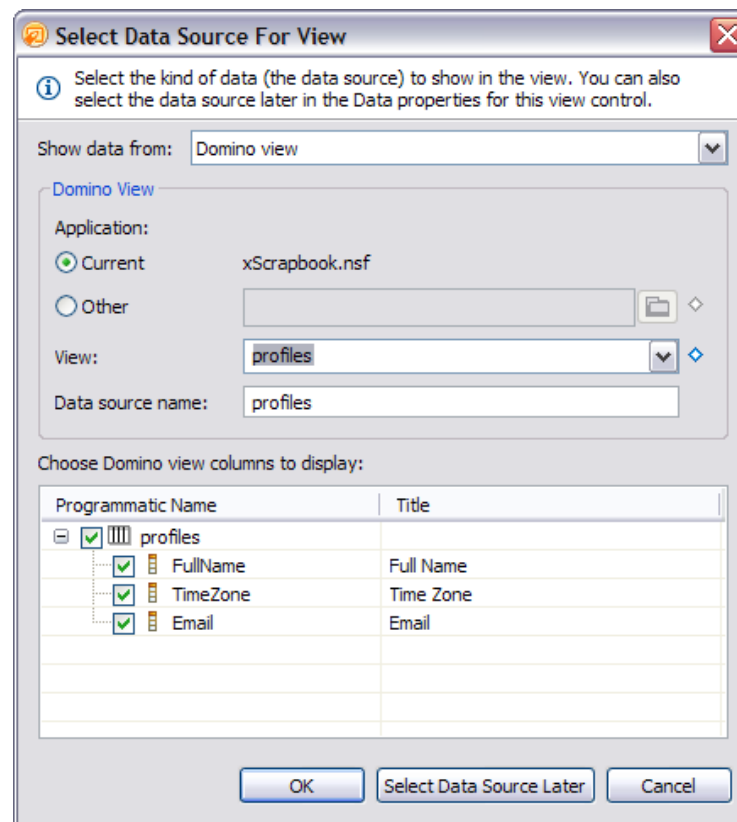 Select Data Source For View
Select the kind of data (the data source) to show in the view. You can also
select the data source later in the Data properties for this view control.
Show data from: Domino view
Domino View
Application:
Current xScrapbook.nsf
Other
View: profiles
Data source name: profiles
Choose Domino view columns to display:
Programmatic Name Title
profiles
FullName Full Name
TimeZone Time Zone
Email Email
OK Select Data Source Later Cancel